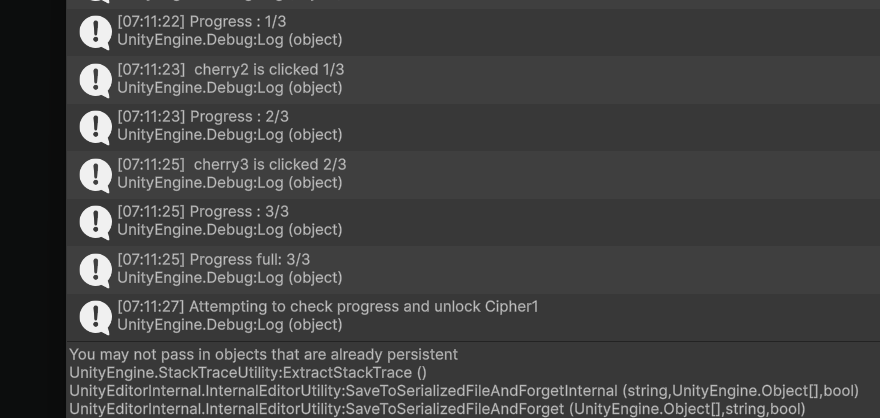 [07:11:22] Progress : 1/3
UnityEngine.Debug:Log (object)
[07:11:23]  cherry2 is clicked 1/3
UnityEngine.Debug:Log (object)
[07:11:23] Progress : 2/3
UnityEngine.Debug:Log (object)
[07:11:25]  cherry3 is clicked 2/3
UnityEngine.Debug:Log (object)
[07:11:25] Progress : 3/3
UnityEngine.Debug:Log (object)
[07:11:25] Progress full: 3/3
UnityEngine.Debug:Log (object)
[07:11:27] Attempting to check progress and unlock Cipher1
UnityEngine.Debug:Log (object)
You may not pass in objects that are already persistent
UnityEngine.StackTraceUtility:ExtractStackTrace ()
UnityEditorInternal.InternalEditorUtility:SaveToSerializedFileAndForgetInternal (string,UnityEngine.Object[],bool)
UnityEditorInternal.InternalEditorUtility:SaveToSerializedFileAndForget (UnityEngine.Object[],string,bool)